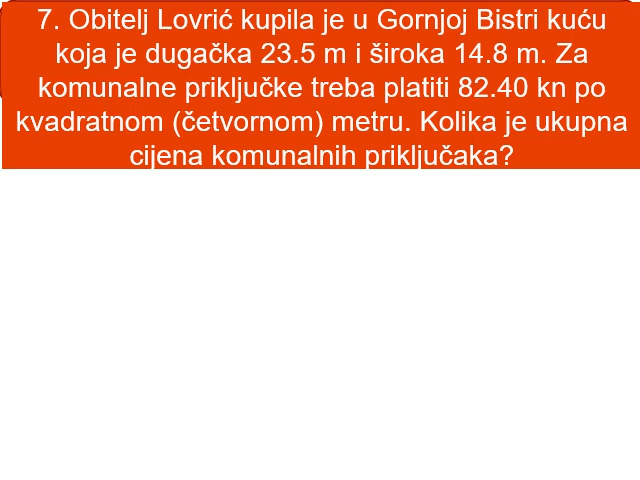 7. Obitelj Lovrić kupila je u Gornjoj Bistri kuću
koja je dugačka 23.5 m i široka 14.8 m. Za
komunalne priključke treba platiti 82.40 kn po
kvadratnom (četvornom) metru. Kolika je ukupna
cijena komunalnih priključaka?